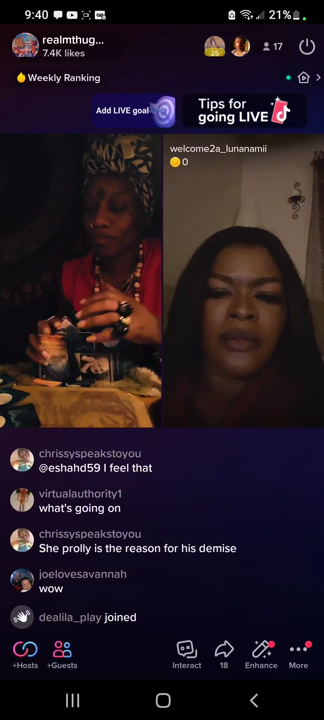 9:40
21%
realmthug...
7.4K likes
25
17
Weekly Ranking
Add LIVE goal
Tips for
going LIVE
welcome2a_lunanamii
0
chrissyspeakstoyou
@eshahd59 I feel that
virtualauthority1
what's going on
chrissyspeakstoyou
She prolly is the reason for his demise
joelovesavannah
wow
dealila_play joined
+Hosts
+Guests
Interact
18
Enhance
More